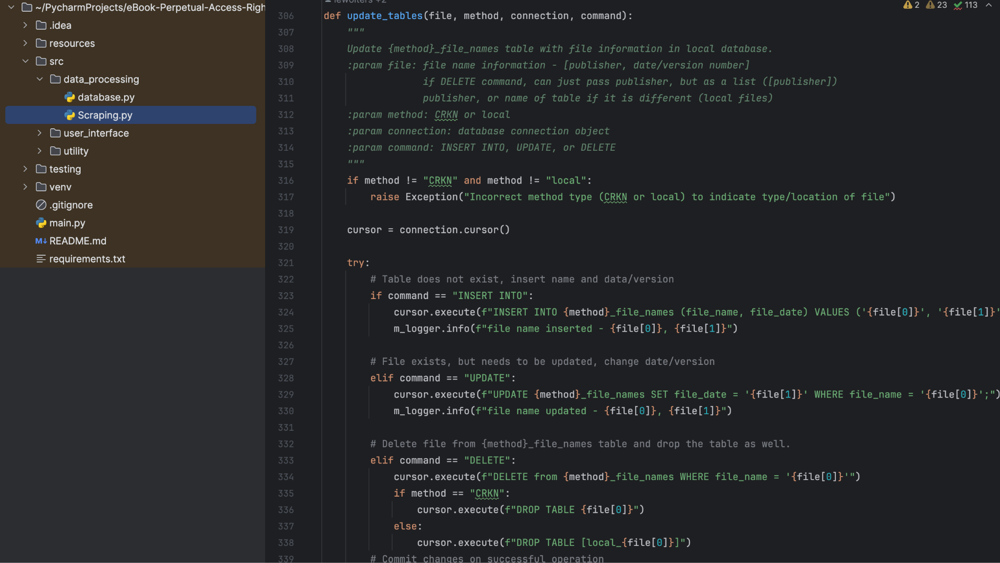 ~/PycharmProjects/eBook-Perpetual-Access-Righ
.idea
resources
src
data_processing
database.py
Scraping.py
user_interface
utility
testing
venv
.gitignore
main.py
M↓ README.md
requirements.txt
2 23 113
306 def update_tables(file, method, connection, command):
307 """
308 Update {method}_file_names table with file information in local database.
309 :param file: file name information - [publisher, date/version number]
310 if DELETE command, can just pass publisher, but as a list ([publisher])
311 publisher, or name of table if it is different (local files)
312 :param method: CRKN or local
313 :param connection: database connection object
314 :param command: INSERT INTO, UPDATE, or DELETE
315 """
316 if method != "CRKN" and method != "local":
317 raise Exception("Incorrect method type (CRKN or local) to indicate type/location of file")
318
319 cursor = connection.cursor()
320
321 try:
322 # Table does not exist, insert name and data/version
323 if command == "INSERT INTO":
324 cursor.execute(f"INSERT INTO {method}_file_names (file_name, file_date) VALUES ('{file[0]}', '{file[1]}'
325 m_logger.info(f"file name inserted - {file[0]}, {file[1]}")
326
327 # File exists, but needs to be updated, change date/version
328 elif command == "UPDATE":
329 cursor.execute(f"UPDATE {method}_file_names SET file_date = '{file[1]}' WHERE file_name = '{file[0]}';")
330 m_logger.info(f"file name updated - {file[0]}, {file[1]}")
331
332 # Delete file from {method}_file_names table and drop the table as well.
333 elif command == "DELETE":
334 cursor.execute(f"DELETE from {method}_file_names WHERE file_name = '{file[0]}'")
335 if method == "CRKN":
336 cursor.execute(f"DROP TABLE {file[0]}")
337 else:
338 cursor.execute(f"DROP TABLE [local_{file[0]}]")
339 # Commit changes on successful operation